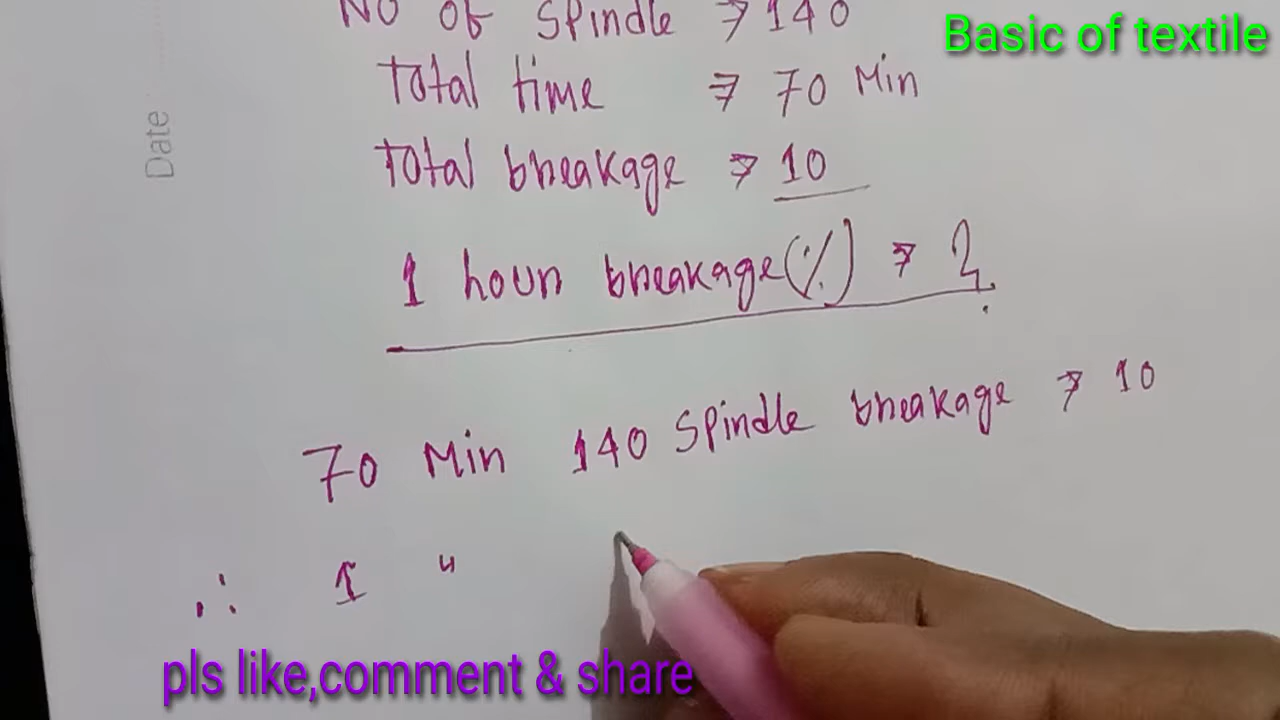 No of Spindle ⇒ 140
Basic of textile
Total time ⇒ 70 Min
Date
Total breakage ⇒ 10
1 hour breakage(%) ⇒ ?
70 Min 140 Spindle breakage ⇒ 10
∴ 1 "
pls like,comment & share